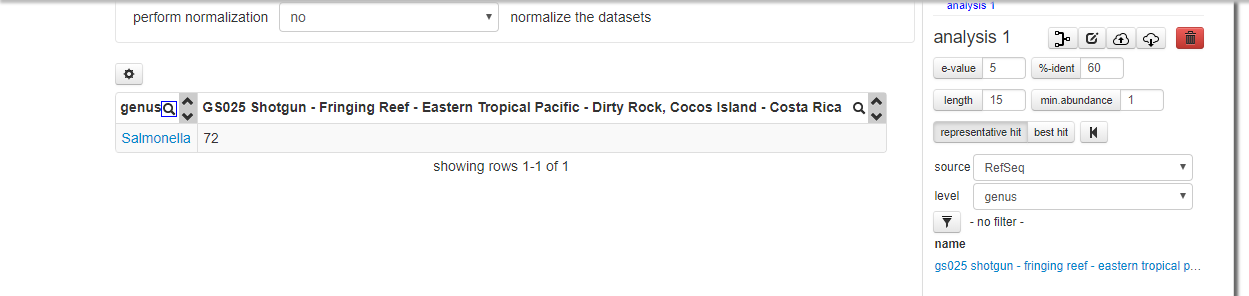 perform normalization no normalize the datasets
genus GS025 Shotgun - Fringing Reef - Eastern Tropical Pacific - Dirty Rock, Cocos Island - Costa Rica
Salmonella 72
showing rows 1-1 of 1
analysis 1
analysis 1
e-value 5 %-ident 60
length 15 min.abundance 1
representative hit best hit
source RefSeq
level genus
- no filter -
name
gs025 shotgun - fringing reef - eastern tropical p...